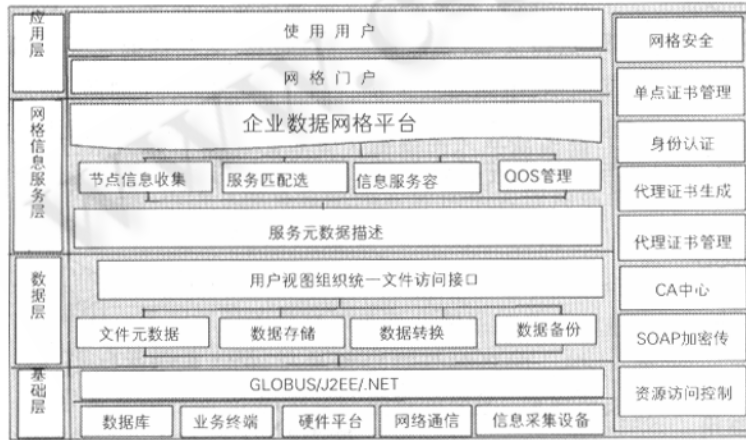 应用层
使用用户
网格门户
网格信息服务层
企业数据网格平台
节点信息收集
服务匹配选
信息服务容
QOS管理
服务元数据描述
数据层
用户视图组织统一文件访问接口
文件元数据
数据存储
数据转换
数据备份
基础层
GLOBUS/J2EE/.NET
数据库
业务终端
硬件平台
网络通信
信息采集设备
网格安全
单点证书管理
身份认证
代理证书生成
代理证书管理
CA中心
SOAP加密传
资源访问控制